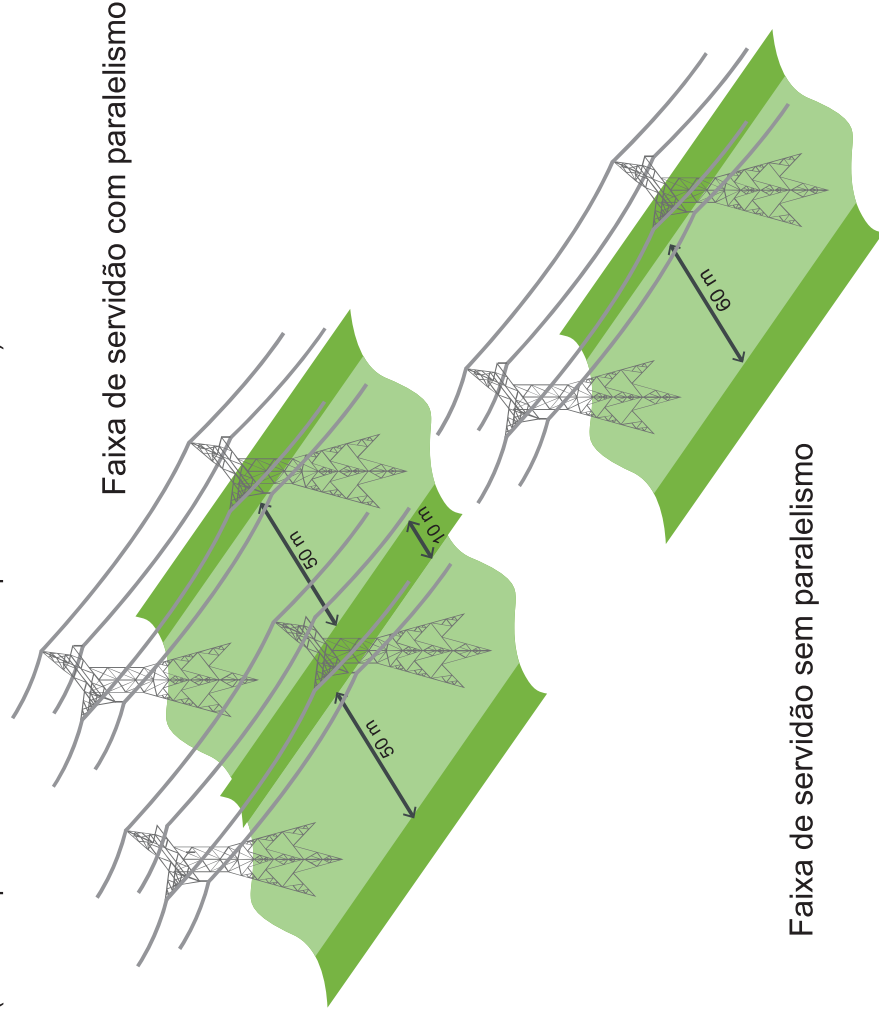 Faixa de servidão com paralelismo
50 m
10 m
50 m
60 m
Faixa de servidão sem paralelismo